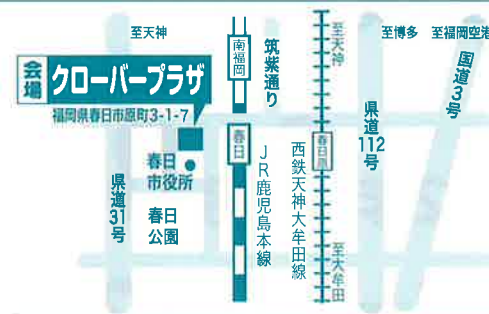 至天神
会場
クローバープラザ
福岡県春日市原町3-1-7
南福岡
筑紫通り
至天神
至博多
至福岡空港
国道3号
県道112号
春日
春日原
春日
市役所
県道31号
春日
公園
JR鹿児島本線
西鉄天神大牟田線
至大牟田